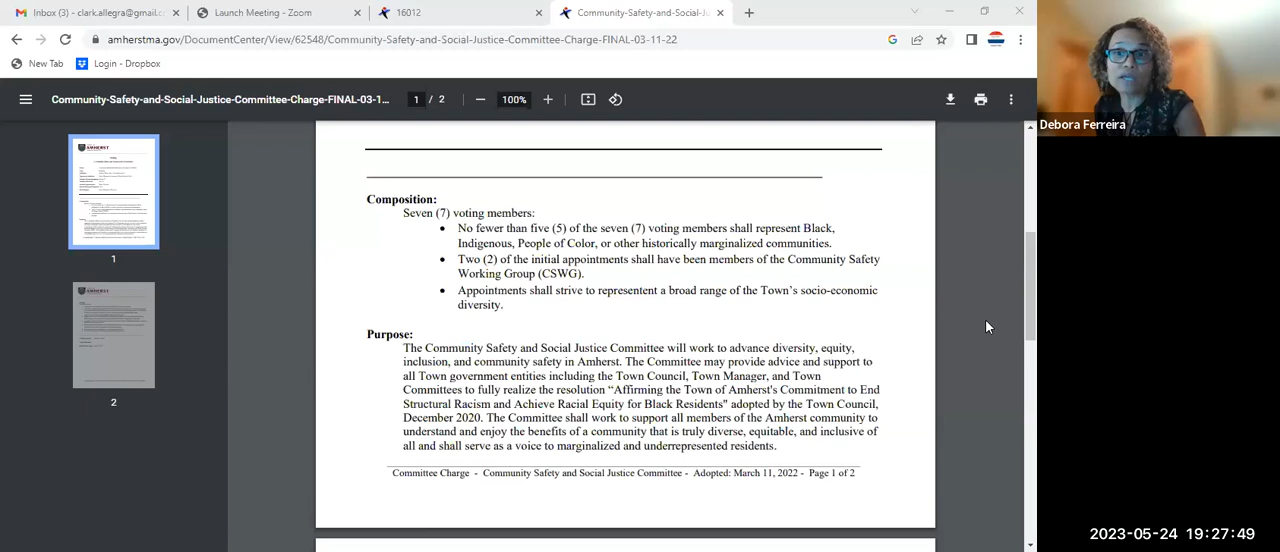 Inbox (3) - clark.allegra@gmail.c
Launch Meeting - Zoom
16012
Community-Safety-and-Social-Ju
amherstma.gov/DocumentCenter/View/62548/Community-Safety-and-Social-Justice-Committee-Charge-FINAL-03-11-22
New Tab
Login - Dropbox
Community-Safety-and-Social-Justice-Committee-Charge-FINAL-03-1...
1 / 2
100%
1
2
Composition:
Seven (7) voting members:
• No fewer than five (5) of the seven (7) voting members shall represent Black,
Indigenous, People of Color, or other historically marginalized communities.
• Two (2) of the initial appointments shall have been members of the Community Safety
Working Group (CSWG).
• Appointments shall strive to represent a broad range of the Town's socio-economic
diversity.
Purpose:
The Community Safety and Social Justice Committee will work to advance diversity, equity,
inclusion, and community safety in Amherst. The Committee may provide advice and support to
all Town government entities including the Town Council, Town Manager, and Town
Committees to fully realize the resolution “Affirming the Town of Amherst's Commitment to End
Structural Racism and Achieve Racial Equity for Black Residents" adopted by the Town Council,
December 2020. The Committee shall work to support all members of the Amherst community to
understand and enjoy the benefits of a community that is truly diverse, equitable, and inclusive of
all and shall serve as a voice to marginalized and underrepresented residents.
Committee Charge - Community Safety and Social Justice Committee - Adopted: March 11, 2022 - Page 1 of 2
Debora Ferreira
2023-05-24 19:27:49